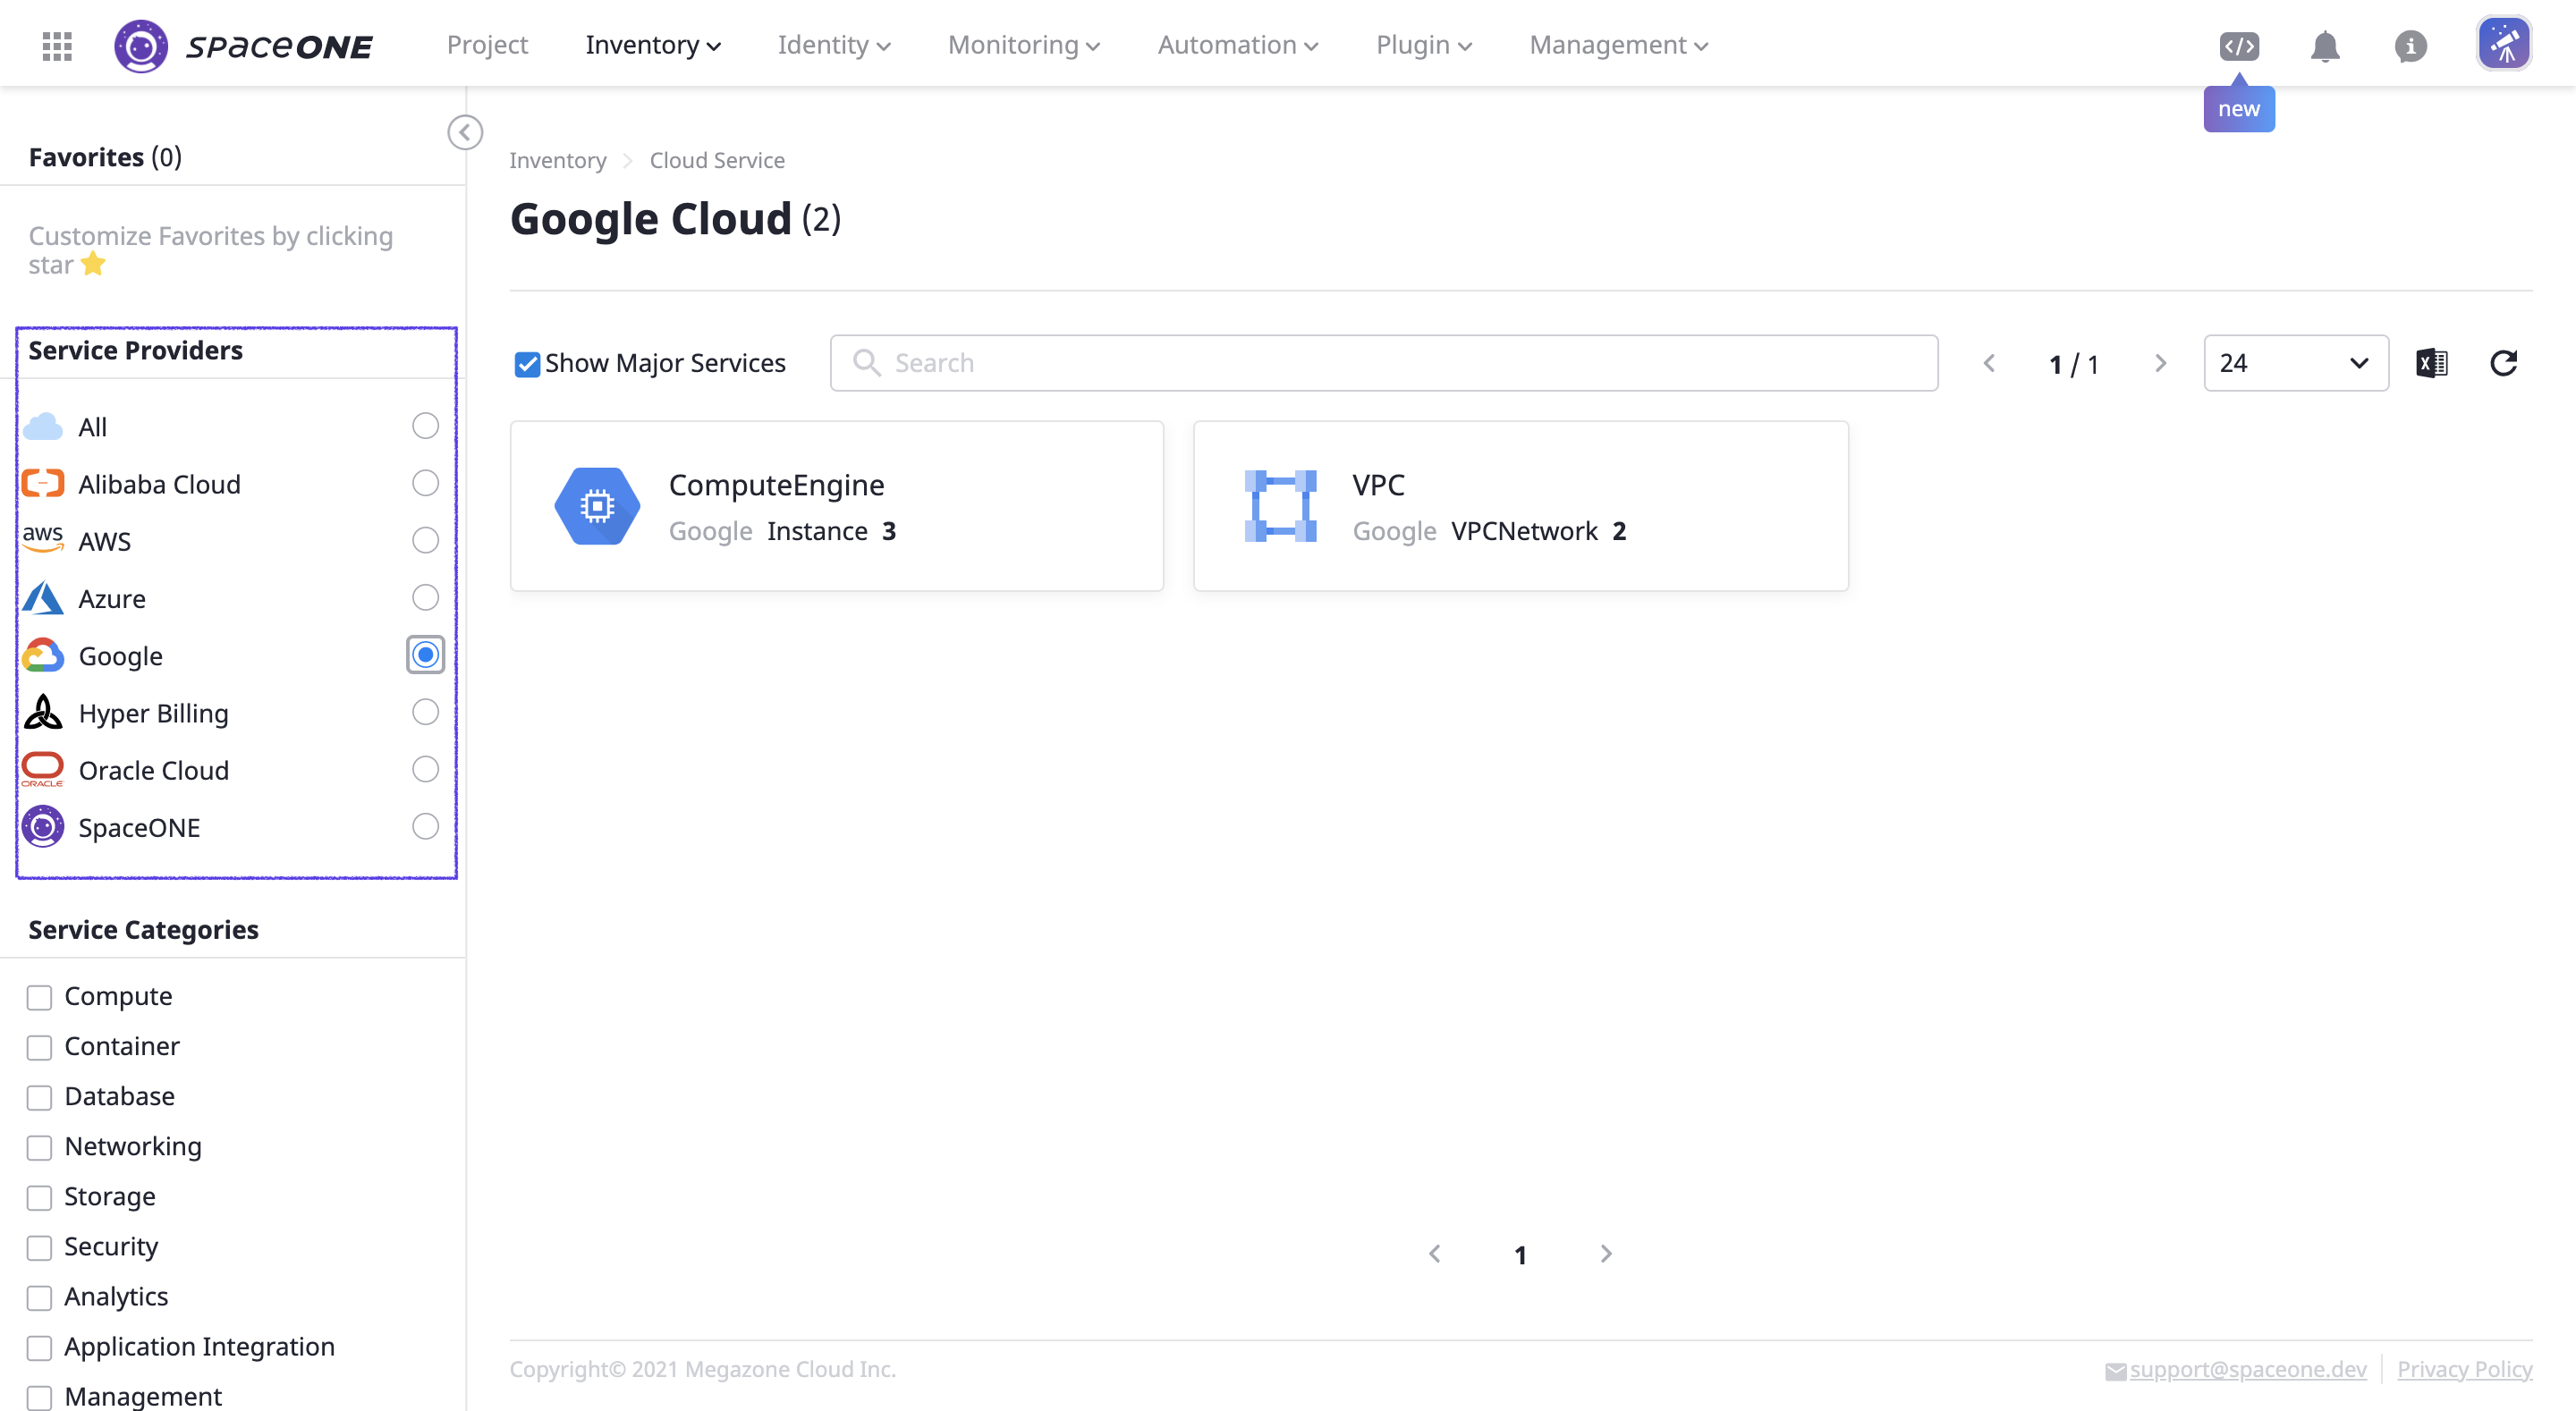 spaceONE
Project
Inventory
Identity
Monitoring
Automation
Plugin
Management
new
Favorites (0)
Customize Favorites by clicking
star
Service Providers
All
Alibaba Cloud
aws AWS
Azure
Google
Hyper Billing
ORACLE Oracle Cloud
SpaceONE
Service Categories
Compute
Container
Database
Networking
Storage
Security
Analytics
Application Integration
Management
Inventory
Cloud Service
Google Cloud (2)
Show Major Services
Search
1 / 1
24
ComputeEngine
Google Instance 3
VPC
Google VPCNetwork 2
1
Copyright© 2021 Megazone Cloud Inc.
support@spaceone.dev
Privacy Policy